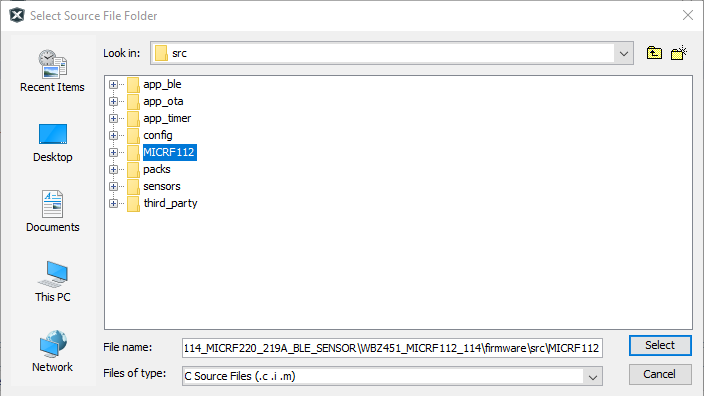 Select Source File Folder
Look in:
src
Recent Items
Desktop
Documents
This PC
Network
app_ble
app_ota
app_timer
config
MICRF112
packs
sensors
third_party
File name:
114_MICRF220_219A_BLE_SENSOR\WBZ451_MICRF112_114\firmware\src\MICRF112
Select
Files of type:
C Source Files (.c .i .m)
Cancel